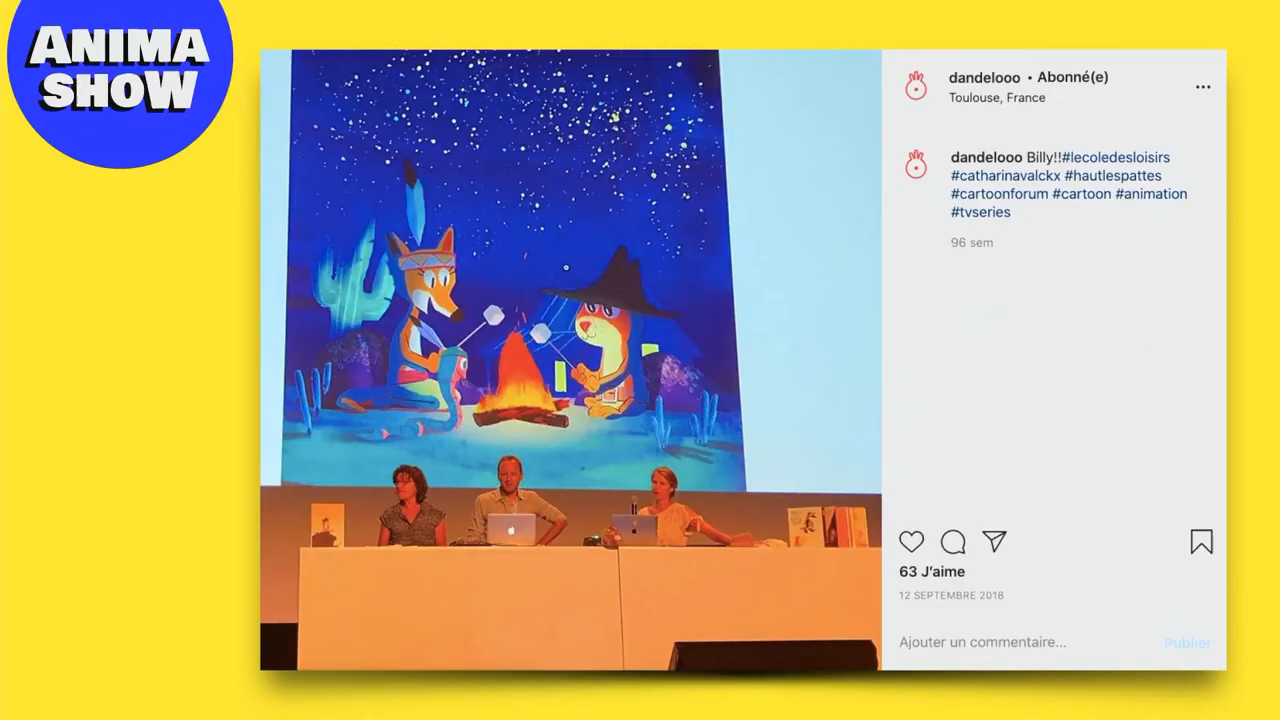 ANIMA
SHOW
dandelooo • Abonné(e)
Toulouse, France
dandelooo Billy!!#lecoledesloisirs
#catharinavalckx #hautlespattes
#cartoonforum #cartoon #animation
#tvseries
96 sem
63 J’aime
12 SEPTEMBRE 2018
Ajouter un commentaire...
Publier